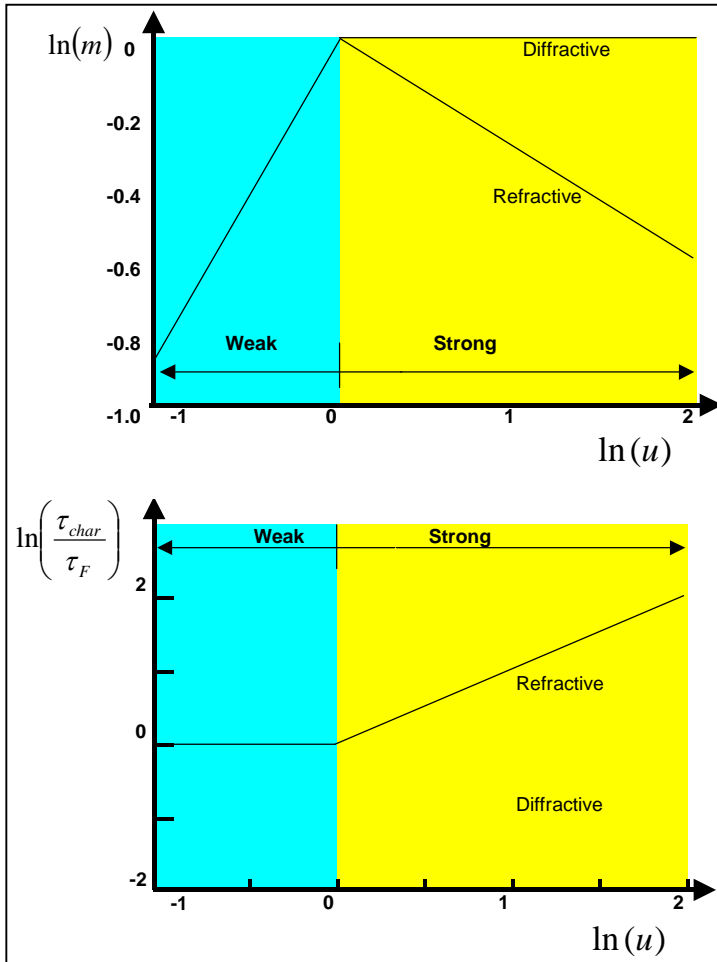 ln(m)
0
Diffractive
-0.2
-0.4
Refractive
-0.6
-0.8
Weak Strong
-1.0
-1 0 1 2
ln (u)
ln(τchar/τF)
Weak Strong
2
Refractive
0
Diffractive
-2
-1 0 1 2
ln (u)